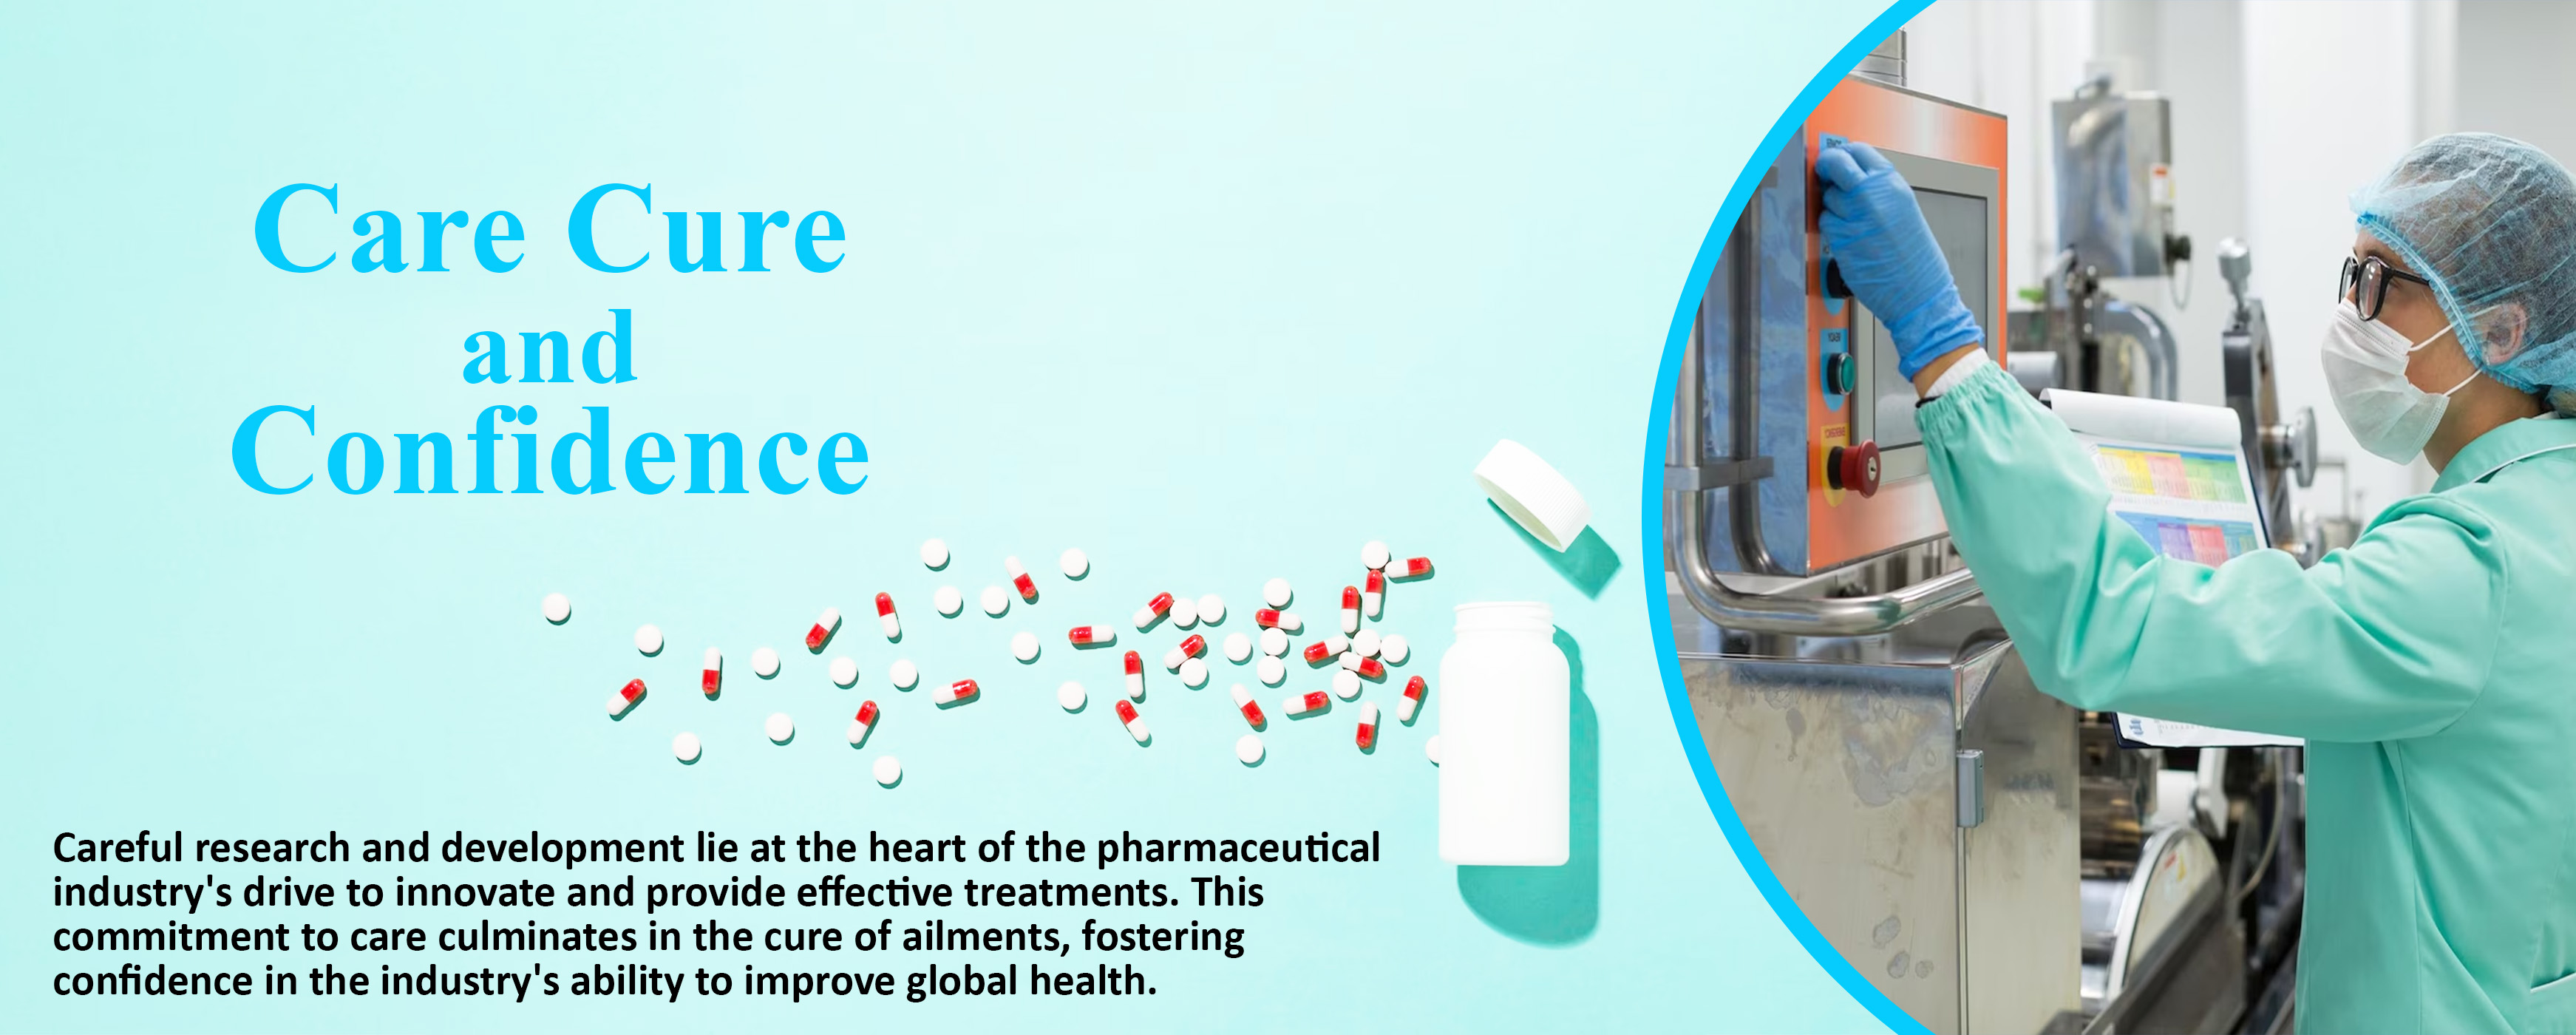 Care Cure
and
Confidence
Careful research and development lie at the heart of the pharmaceutical
industry's drive to innovate and provide effective treatments. This
commitment to care culminates in the cure of ailments, fostering
confidence in the industry's ability to improve global health.